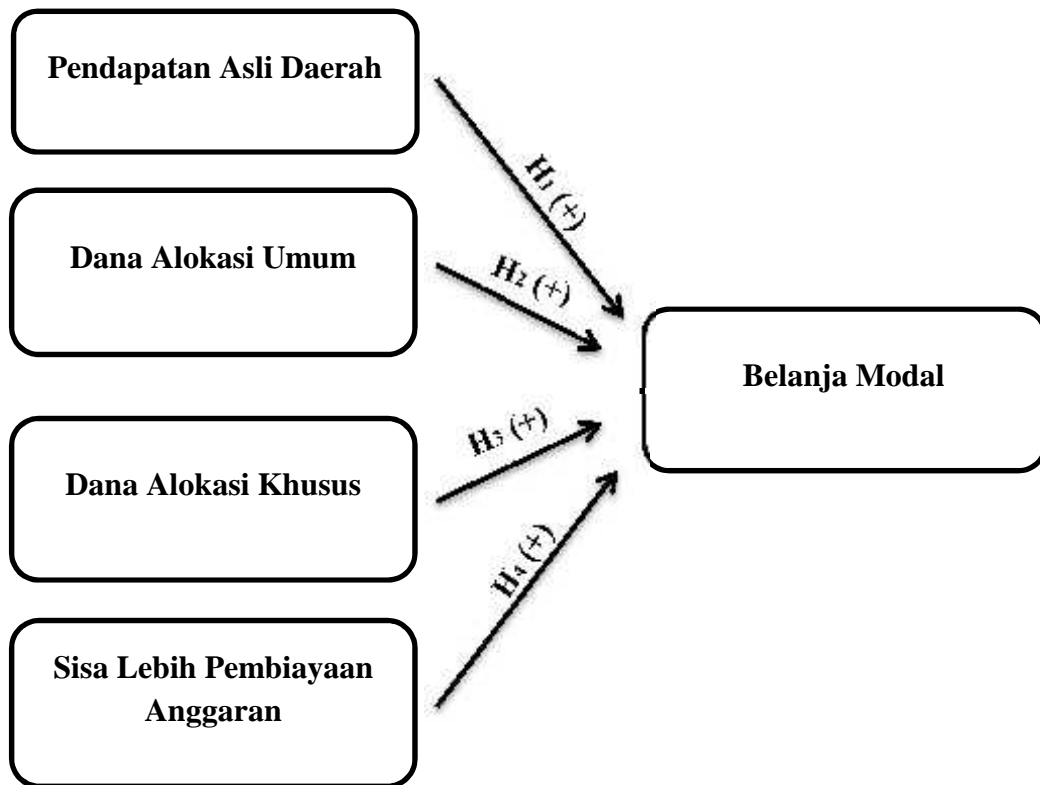 Pendapatan Asli Daerah
H1 (+)
Dana Alokasi Umum
H2 (+)
Belanja Modal
H3 (+)
Dana Alokasi Khusus
H4 (+)
Sisa Lebih Pembiayaan
Anggaran